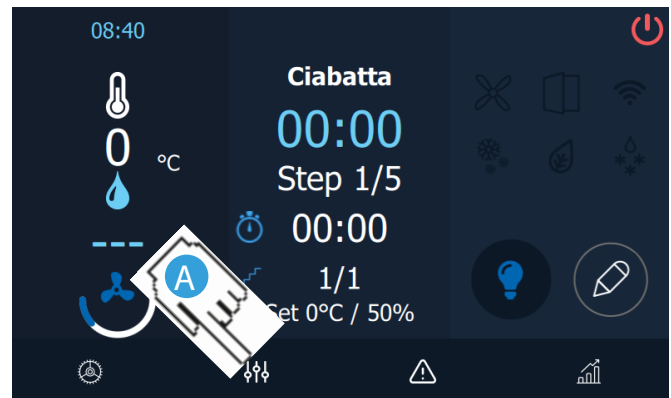 08:40
0 °C
---
Ciabatta
00:00
Step 1/5
00:00
1/1
Set 0°C / 50%
A